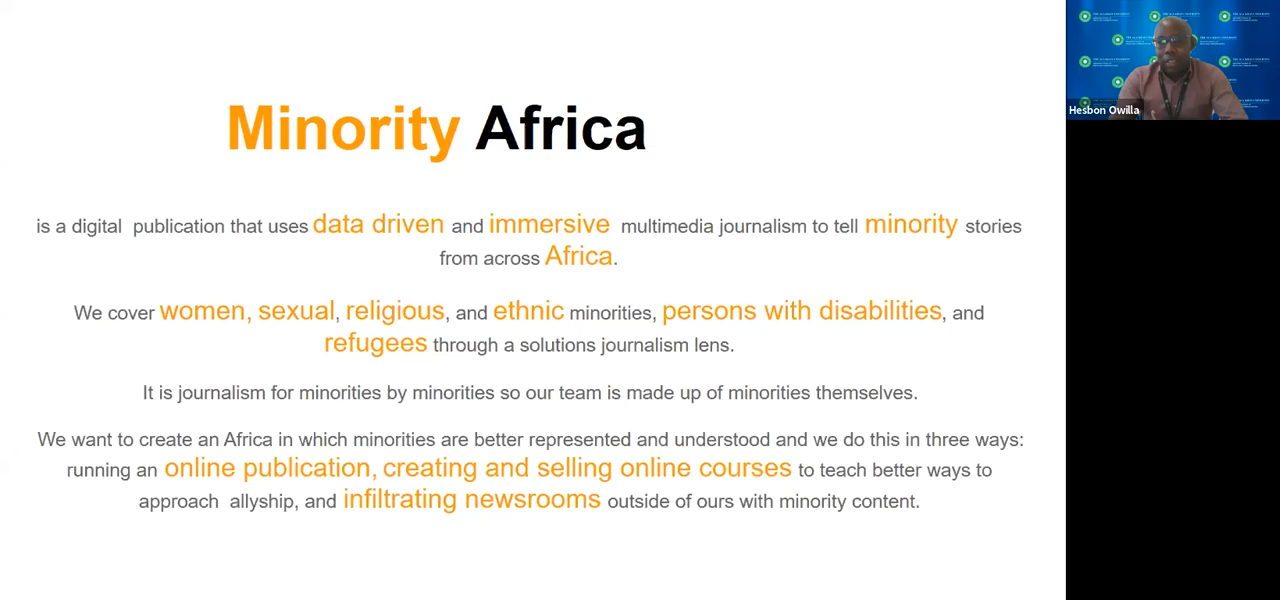 Minority Africa
is a digital publication that uses data driven and immersive multimedia journalism to tell minority stories
from across Africa.
We cover women, sexual, religious, and ethnic minorities, persons with disabilities, and
refugees through a solutions journalism lens.
It is journalism for minorities by minorities so our team is made up of minorities themselves.
We want to create an Africa in which minorities are better represented and understood and we do this in three ways:
running an online publication, creating and selling online courses to teach better ways to
approach allyship, and infiltrating newsrooms outside of ours with minority content.
Hesbon Owilla